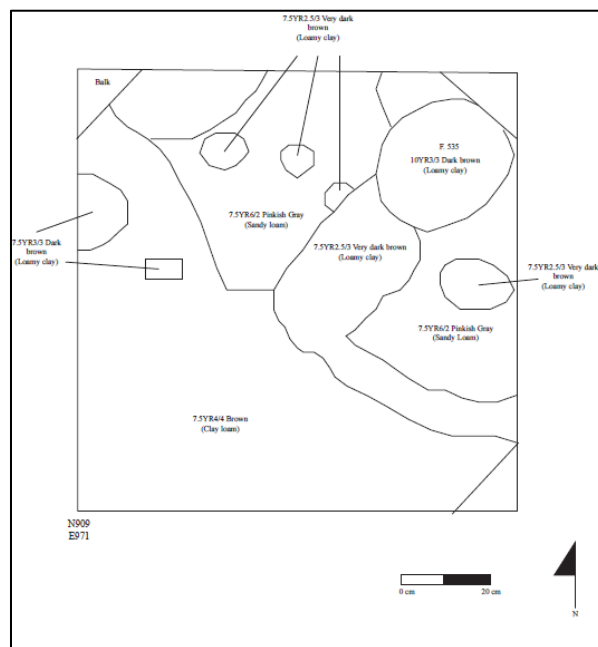 7.5YR2.5/3 Very dark
brown
(Loamy clay)
Balk
F. 535
10YR3/3 Dark brown
(Loamy clay)
7.5YR6/2 Pinkish Gray
(Sandy loam)
7.5YR3/3 Dark
brown
(Loamy clay)
7.5YR2.5/3 Very dark brown
(Loamy clay)
7.5YR2.5/3 Very dark
brown
(Loamy clay)
7.5YR6/2 Pinkish Gray
(Sandy Loam)
7.5YR4/4 Brown
(Clay loam)
N909
E971
0 cm
20 cm
N